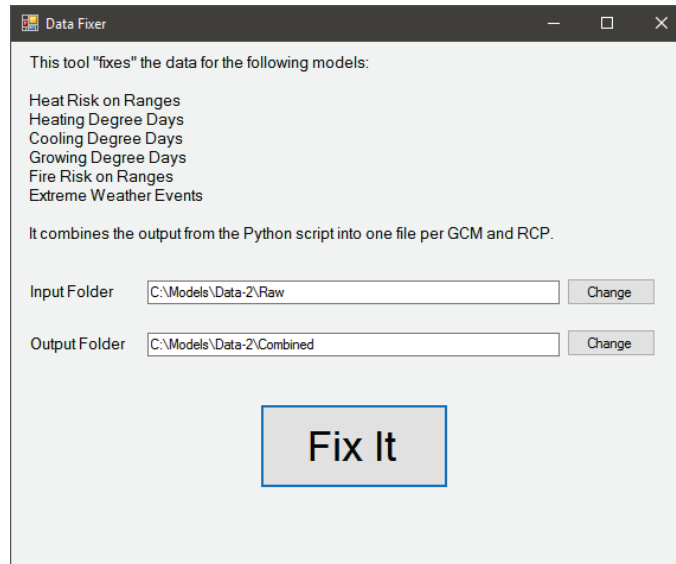 Data Fixer
This tool "fixes" the data for the following models:
Heat Risk on Ranges
Heating Degree Days
Cooling Degree Days
Growing Degree Days
Fire Risk on Ranges
Extreme Weather Events
It combines the output from the Python script into one file per GCM and RCP.
Input Folder C:\Models\Data-2\Raw Change
Output Folder C:\Models\Data-2\Combined Change
Fix It